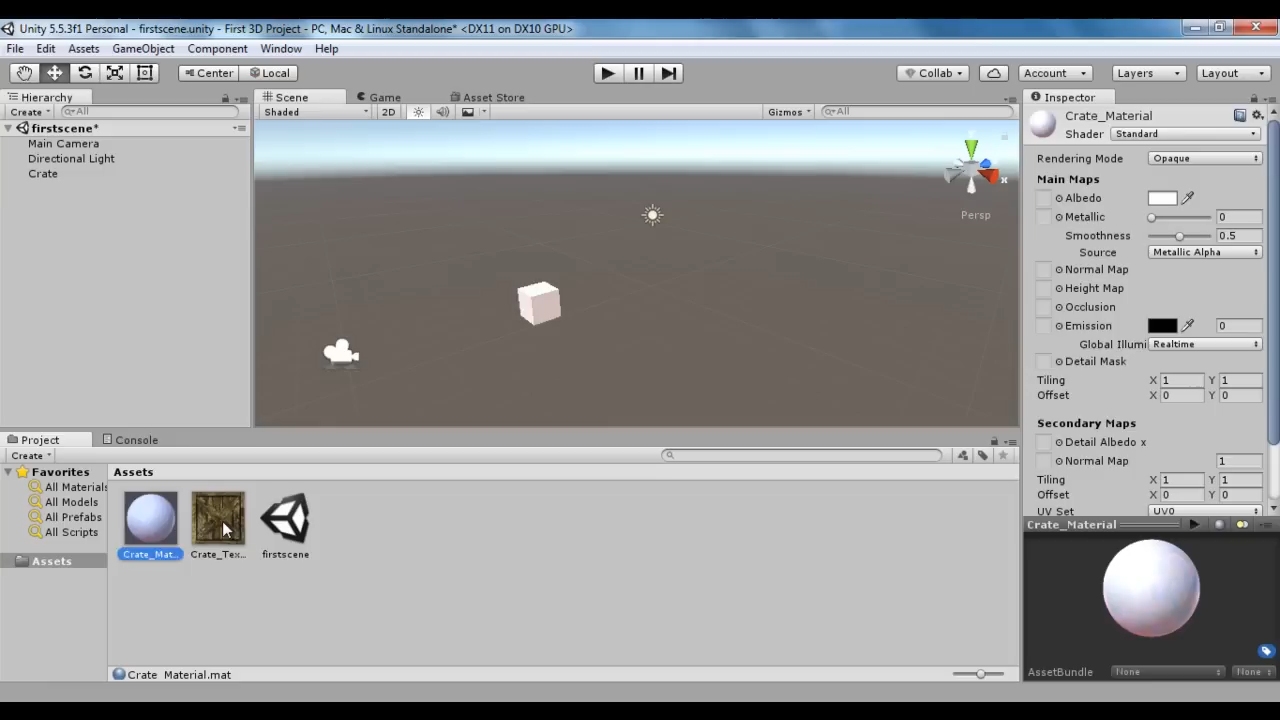 Unity 5.5.3f1 Personal - firstscene.unity - First 3D Project - PC, Mac & Linux Standalone* <DX11 on DX10 GPU>
File Edit Assets GameObject Component Window Help
Center Local Collab Account Layers Layout
Hierarchy
Create All
firstscene*
Main Camera
Directional Light
Crate
Scene Game Asset Store
Shaded 2D Gizmos All
x
Persp
Inspector
Crate_Material
Shader Standard
Rendering Mode Opaque
Main Maps
Albedo
Metallic 0
Smoothness 0.5
Source Metallic Alpha
Normal Map
Height Map
Occlusion
Emission 0
Global Illumi Realtime
Detail Mask
Tiling X 1 Y 1
Offset X 0 Y 0
Secondary Maps
Detail Albedo x
Normal Map 1
Tiling X 1 Y 1
Offset X 0 Y 0
UV Set UV0
Crate_Material
AssetBundle None None
Project Console
Create
Favorites
All Materials
All Models
All Prefabs
All Scripts
Assets
Assets
Crate_Mat... Crate_Tex... firstscene
Crate_Material.mat